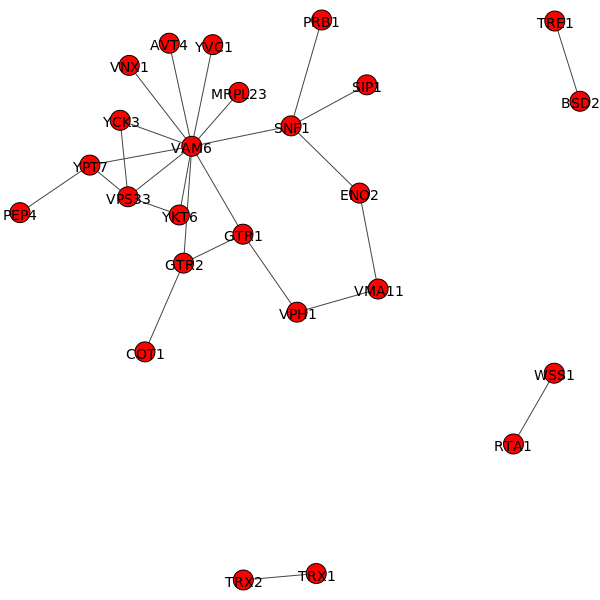 PRB1
TRE1
AVT4
YVC1
VNX1
SIP1
MRPL23
BSD2
YCK3
SNF1
VAM6
YPT7
VPS33
ENO2
PEP4
YKT6
GTR1
GTR2
VMA11
VPH1
COT1
WSS1
RTA1
TRX1
TRX2